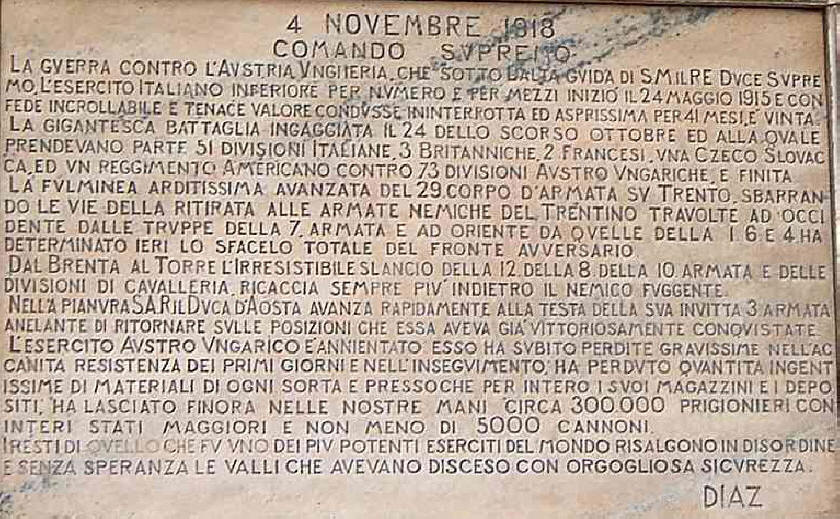 4 NOVEMBRE 1918
COMANDO SVPREMO
LA GVERRA CONTRO L'AVSTRIA VNGHERIA, CHE SOTTO L'ALTA GVIDA DI S.M. IL RE DVCE SVPRE
MO, L'ESERCITO ITALIANO INFERIORE PER NVMERO E PER MEZZI INIZIO' IL 24 MAGGIO 1915 E CON
FEDE INCROLLABILE E TENACE VALORE CONDVSSE ININTERROTTA ED ASPRISSIMA PER 41 MESI, E' VINTA
LA GIGANTESCA BATTAGLIA INGAGGIATA IL 24 DELLO SCORSO OTTOBRE ED ALLA QVALE
PRENDEVANO PARTE 51 DIVISIONI ITALIANE, 3 BRITANNICHE, 2 FRANCESI, VNA CZECO SLOVAC
CA, ED VN REGGIMENTO AMERICANO CONTRO 73 DIVISIONI AVSTRO VNGARICHE, E' FINITA
LA FVLMINEA ARDITISSIMA AVANZATA DEL 29. CORPO D'ARMATA SV TRENTO, SBARRAN
DO LE VIE DELLA RITIRATA ALLE ARMATE NEMICHE DEL TRENTINO TRAVOLTE AD OCCI
DENTE DALLE TRVPPE DELLA 7. ARMATA E AD ORIENTE DA QVELLE DELLA 1. 6 E 4 HA
DETERMINATO IERI LO SFACELO TOTALE DEL FRONTE AVVERSARIO
DAL BRENTA AL TORRE L'IRRESISTIBILE SLANCIO DELLA 12, DELLA 8, DELLA 10 ARMATA E DELLE
DIVISIONI DI CAVALLERIA, RICACCIA SEMPRE PIV' INDIETRO IL NEMICO FVGGENTE.
NELLA PIANVRA S.A.R. IL DVCA D'AOSTA AVANZA RAPIDAMENTE ALLA TESTA DELLA SVA INVITTA 3 ARMATA
ANELANTE DI RITORNARE SVLLE POSIZIONI CHE ESSA AVEVA GIA' VITTORIOSAMENTE CONQVISTATE.
L'ESERCITO AVSTRO VNGARICO E' ANNIENTATO: ESSO HA SVBITO PERDITE GRAVISSIME NELL'AC
CANITA RESISTENZA DEI PRIMI GIORNI E NELL'INSEGVIMENTO, HA PERDVTO QVANTITA INGENT
ISSIME DI MATERIALI DI OGNI SORTA E PRESSOCHE PER INTERO I SVOI MAGAZZINI E I DEPO
SITI, HA LASCIATO FINORA NELLE NOSTRE MANI CIRCA 300.000 PRIGIONIERI CON
INTERI STATI MAGGIORI E NON MENO DI 5000 CANNONI.
I RESTI DI QVELLO CHE FV VNO DEI PIV POTENTI ESERCITI DEL MONDO RISALGONO IN DISORDINE
E SENZA SPERANZA LE VALLI CHE AVEVANO DISCESO CON ORGOGLIOSA SICVREZZA.
DIAZ